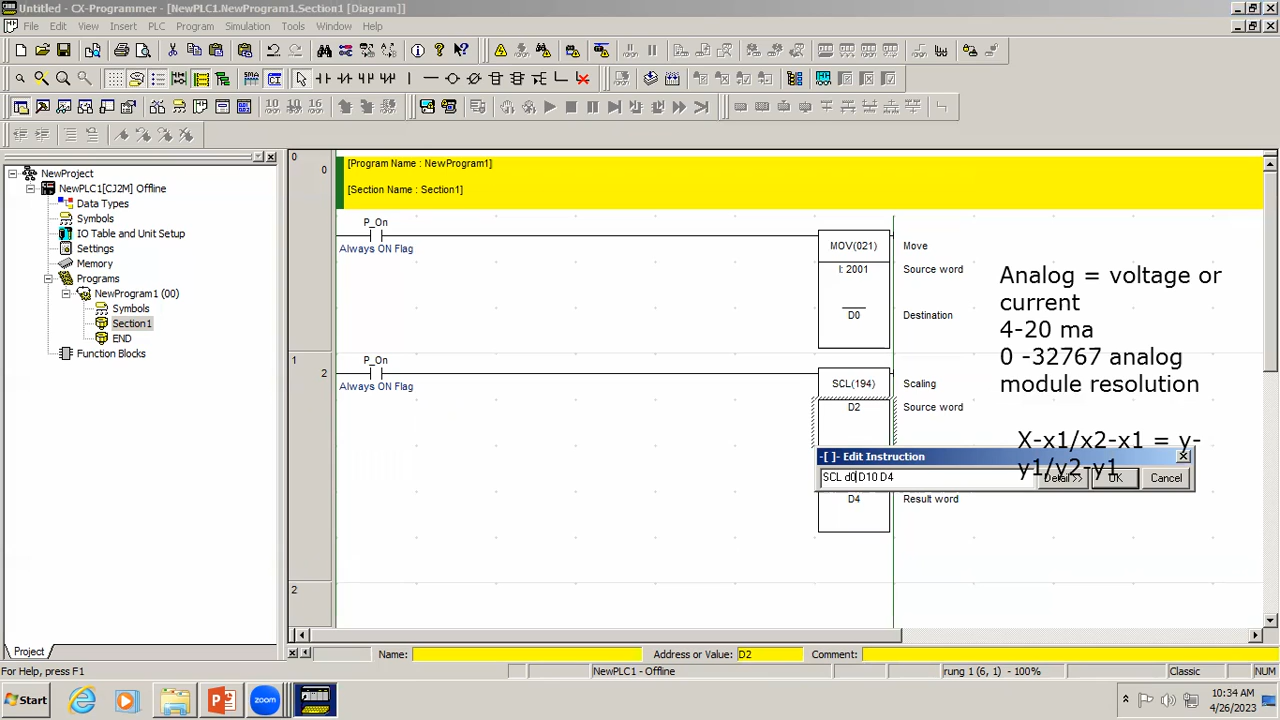 Untitled - CX-Programmer - [NewPLC1.NewProgram1.Section1 [Diagram]]
File Edit View Insert PLC Program Simulation Tools Window Help
10 10 16
NewProject
NewPLC1[CJ2M] Offline
Data Types
Symbols
IO Table and Unit Setup
Settings
Memory
Programs
NewProgram1 (00)
Symbols
Section1
END
Function Blocks
Project
0
0
[Program Name : NewProgram1]
[Section Name : Section1]
P_On
Always ON Flag
MOV(021) Move
I: 2001 Source word
D0 Destination
1
2
P_On
Always ON Flag
SCL(194) Scaling
D2 Source word
-[ ]- Edit Instruction
SCL d0 D10 D4
Detail >> OK Cancel
D4 Result word
2
Analog = voltage or
current
4-20 ma
0 -32767 analog
module resolution
X-x1/x2-x1 = y-
y1/y2-y1
Name: Address or Value: D2 Comment:
For Help, press F1 NewPLC1 - Offline rung 1 (6, 1) - 100% Classic NUM
Start zoom 10:34 AM
4/26/2023